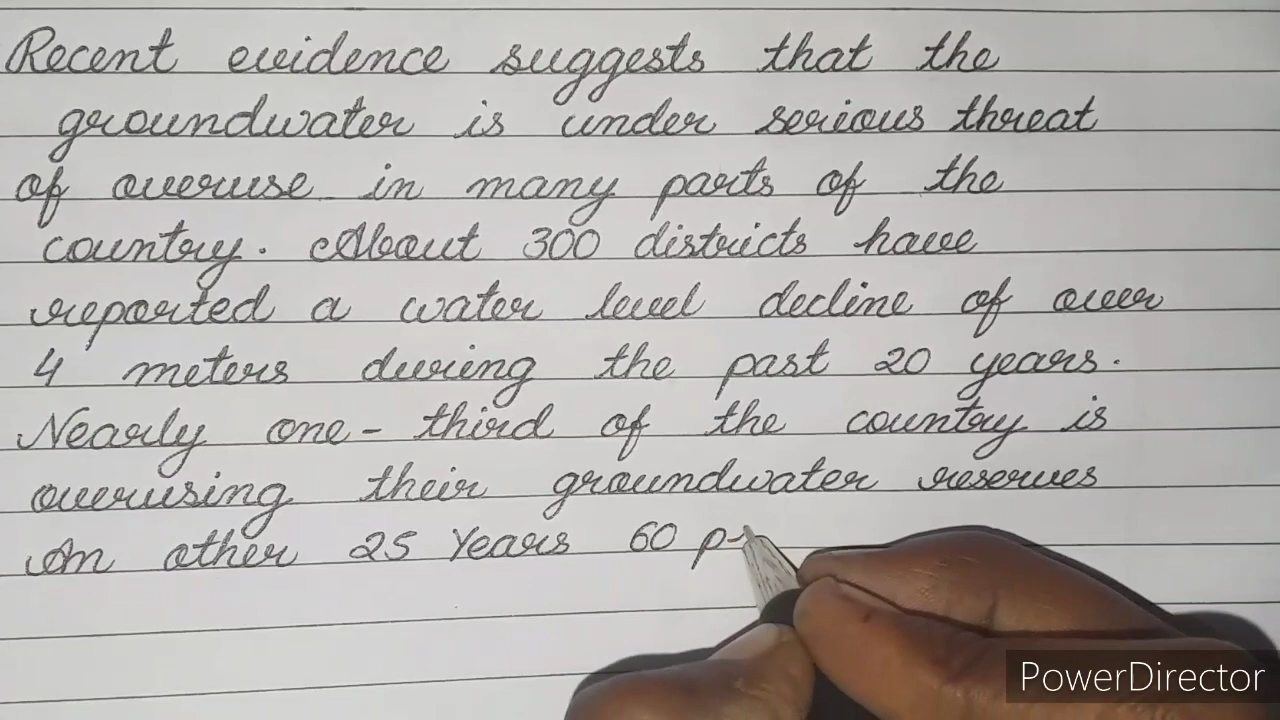 Recent evidence suggests that the
groundwater is under serious threat
of overuse in many parts of the
country. About 300 districts have
reported a water level decline of over
4 meters during the past 20 years.
Nearly one-third of the country is
overusing their groundwater reserves
In other 25 Years 60 p
PowerDirector